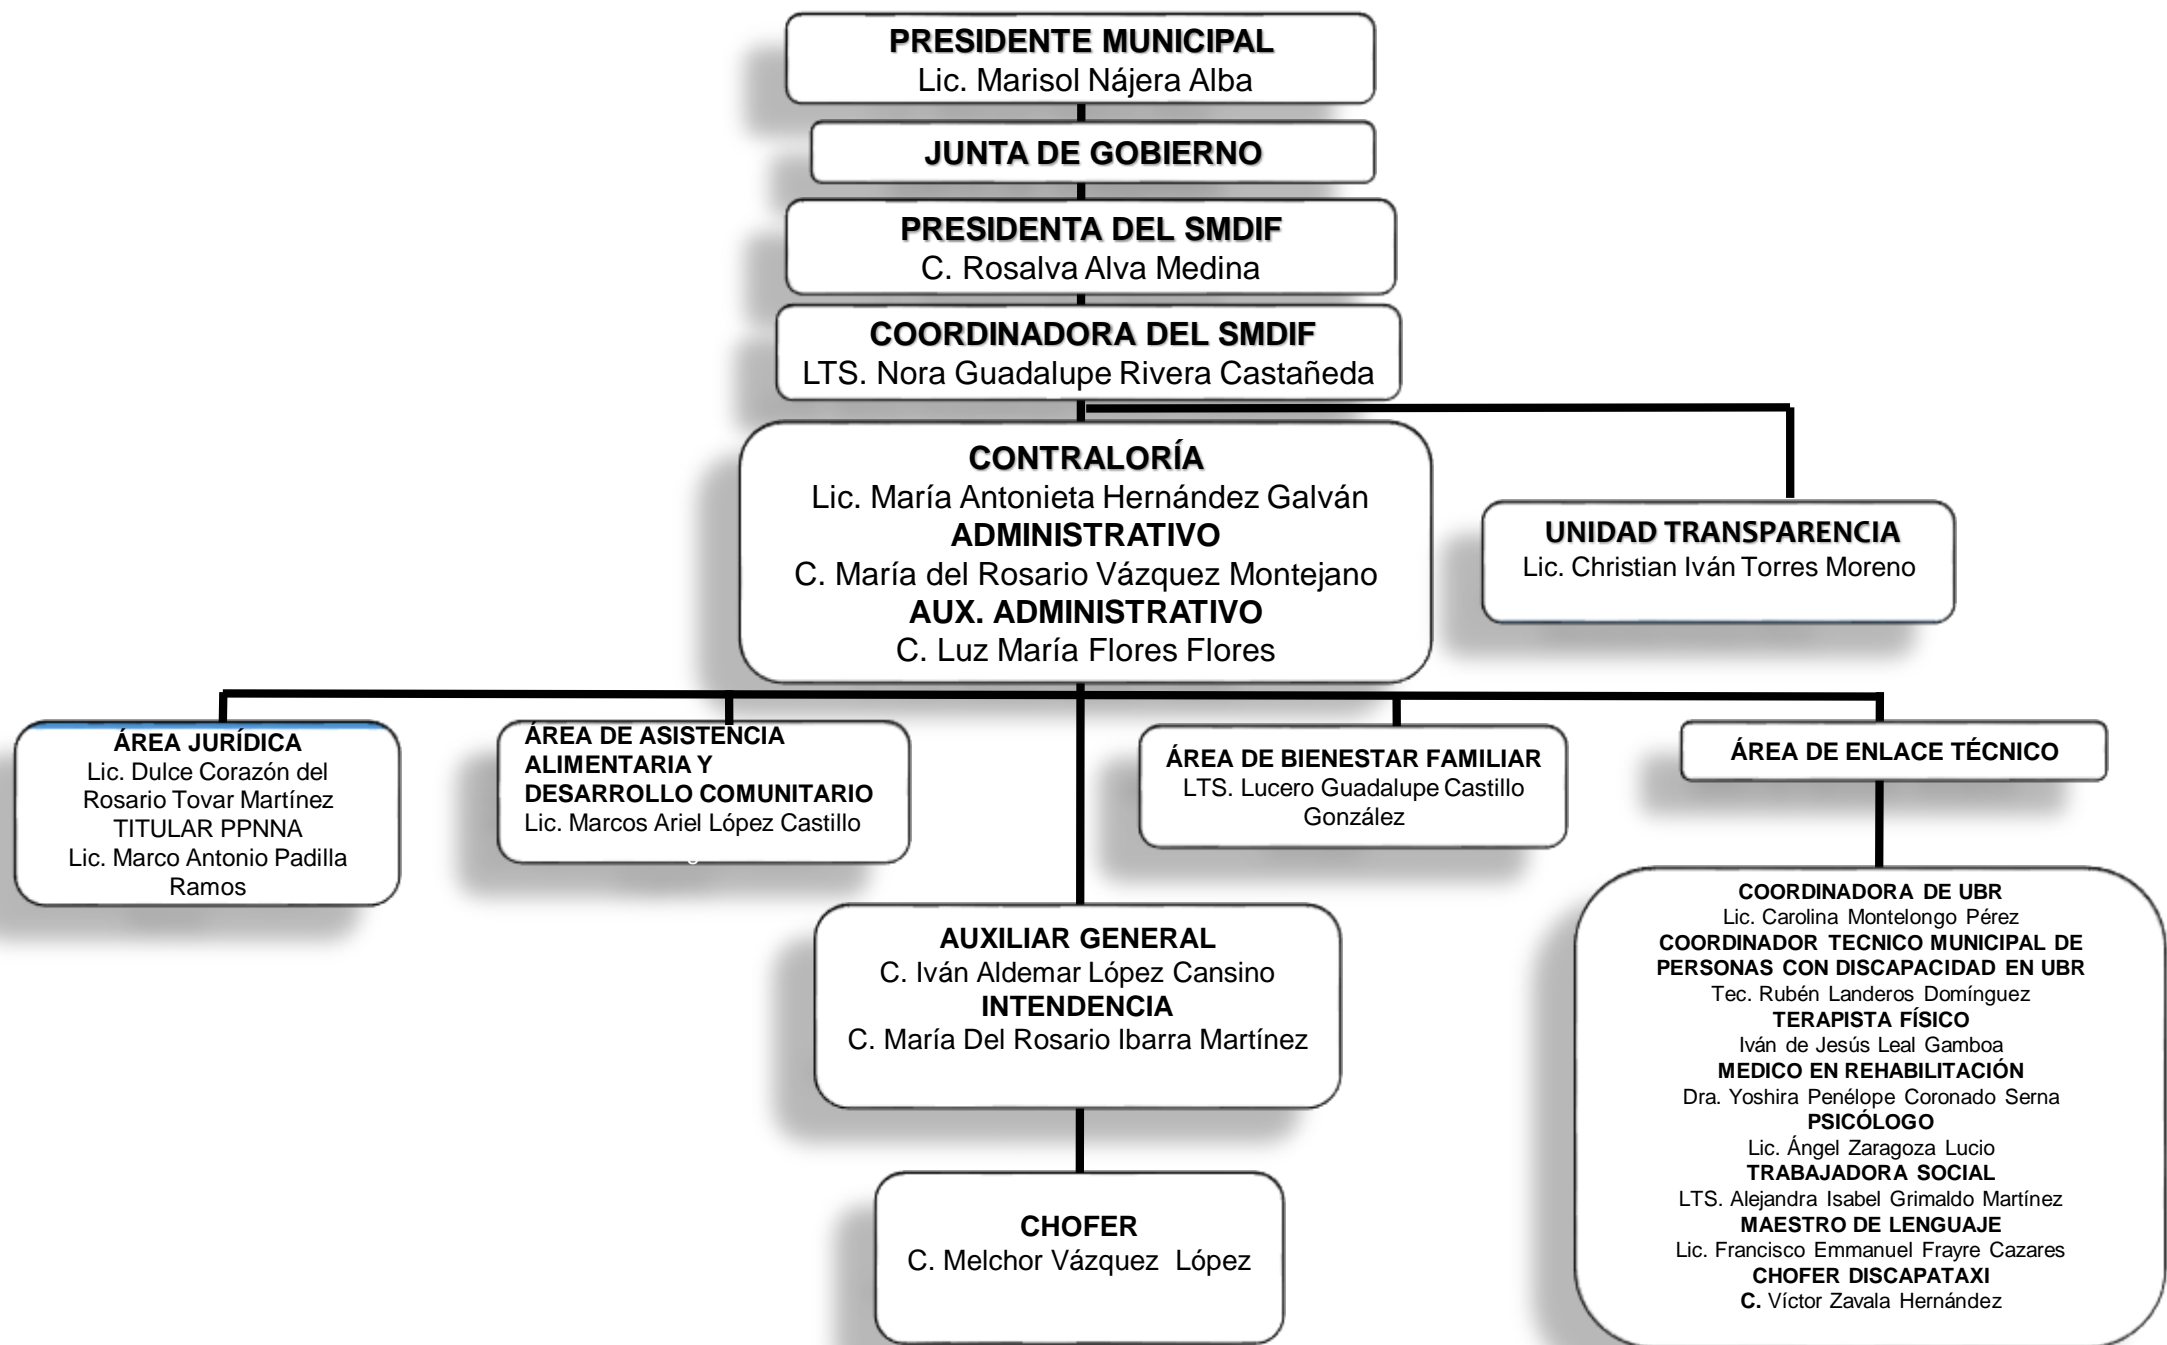 PRESIDENTE MUNICIPAL
Lic. Marisol Nájera Alba
JUNTA DE GOBIERNO
PRESIDENTA DEL SMDIF
C. Rosalva Alva Medina
COORDINADORA DEL SMDIF
LTS. Nora Guadalupe Rivera Castañeda
CONTRALORÍA
Lic. María Antonieta Hernández Galván
ADMINISTRATIVO
C. María del Rosario Vázquez Montejano
AUX. ADMINISTRATIVO
C. Luz María Flores Flores
UNIDAD TRANSPARENCIA
Lic. Christian Iván Torres Moreno
ÁREA JURÍDICA
Lic. Dulce Corazón del
Rosario Tovar Martínez
TITULAR PPNNA
Lic. Marco Antonio Padilla
Ramos
ÁREA DE ASISTENCIA
ALIMENTARIA Y
DESARROLLO COMUNITARIO
Lic. Marcos Ariel López Castillo
ÁREA DE BIENESTAR FAMILIAR
LTS. Lucero Guadalupe Castillo
González
ÁREA DE ENLACE TÉCNICO
AUXILIAR GENERAL
C. Iván Aldemar López Cansino
INTENDENCIA
C. María Del Rosario Ibarra Martínez
CHOFER
C. Melchor Vázquez López
COORDINADORA DE UBR
Lic. Carolina Montelongo Pérez
COORDINADOR TECNICO MUNICIPAL DE
PERSONAS CON DISCAPACIDAD EN UBR
Tec. Rubén Landeros Domínguez
TERAPISTA FÍSICO
Iván de Jesús Leal Gamboa
MEDICO EN REHABILITACIÓN
Dra. Yoshira Penélope Coronado Serna
PSICÓLOGO
Lic. Ángel Zaragoza Lucio
TRABAJADORA SOCIAL
LTS. Alejandra Isabel Grimaldo Martínez
MAESTRO DE LENGUAJE
Lic. Francisco Emmanuel Frayre Cazares
CHOFER DISCAPATAXI
C. Víctor Zavala Hernández